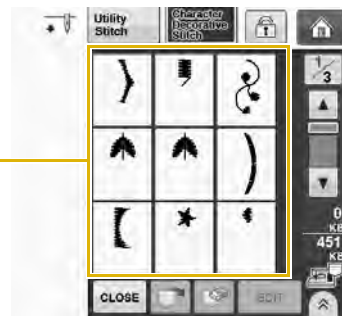 Utility
Stitch
Character
Decorative
Stitch
1/3
0
KB
451
KB
CLOSE
EDIT